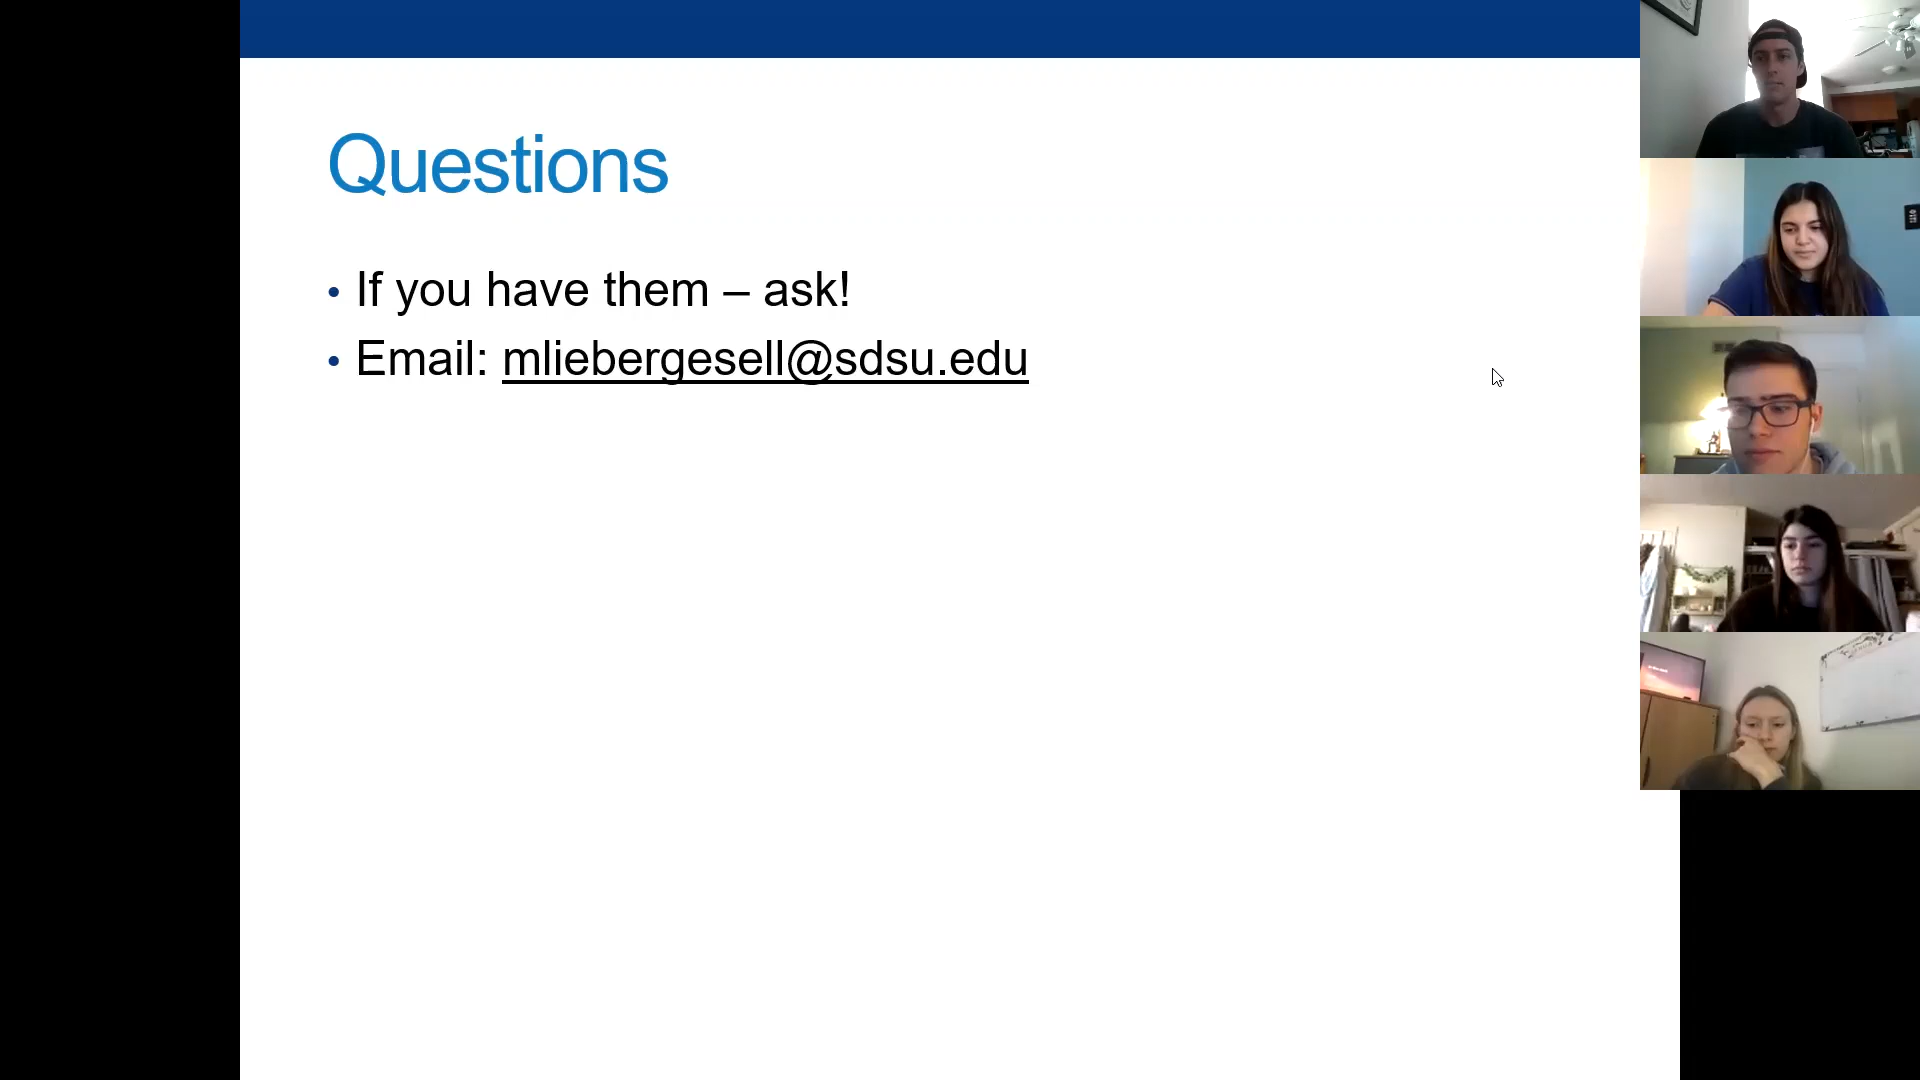 Questions
• If you have them – ask!
• Email: mliebergesell@sdsu.edu